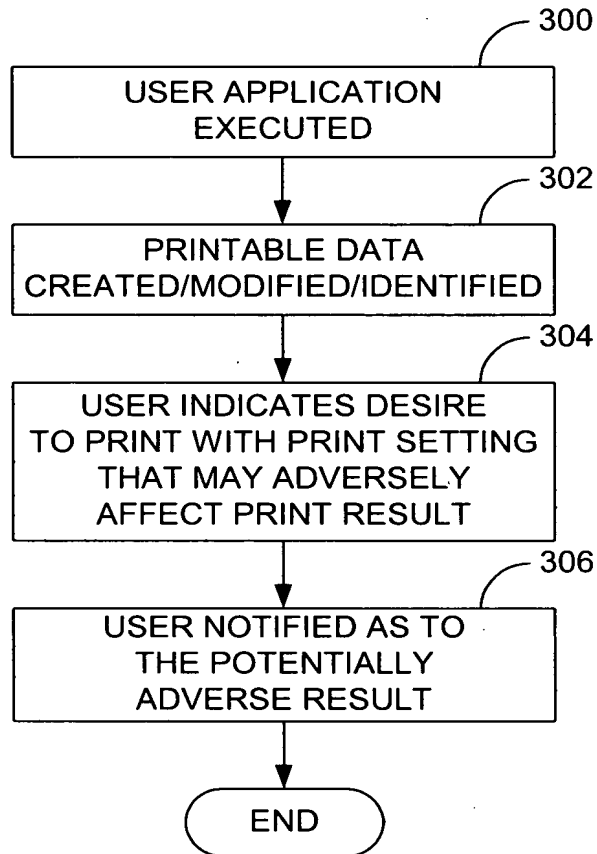 300
USER APPLICATION
EXECUTED
302
PRINTABLE DATA
CREATED/MODIFIED/IDENTIFIED
304
USER INDICATES DESIRE
TO PRINT WITH PRINT SETTING
THAT MAY ADVERSELY
AFFECT PRINT RESULT
306
USER NOTIFIED AS TO
THE POTENTIALLY
ADVERSE RESULT
END